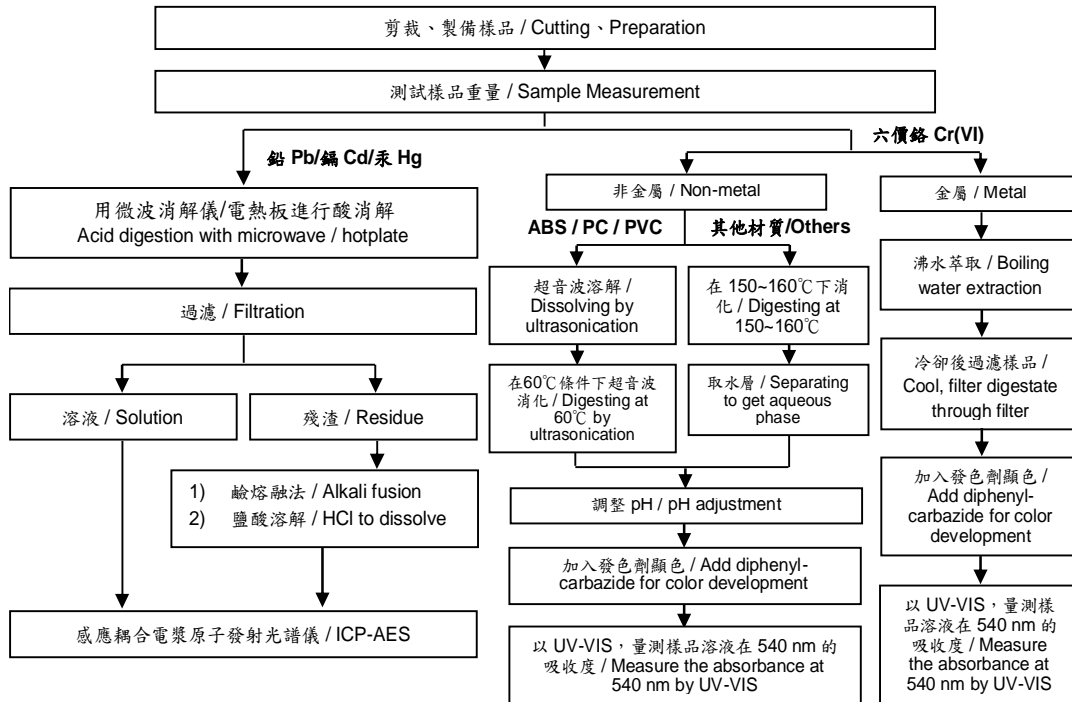 剪裁、製備樣品 / Cutting、Preparation
測試樣品重量 / Sample Measurement
鉛 Pb/鎘 Cd/汞 Hg
用微波消解儀/電熱板進行酸消解
Acid digestion with microwave / hotplate
過濾 / Filtration
溶液 / Solution
殘渣 / Residue
1) 鹼熔融法 / Alkali fusion
2) 鹽酸溶解 / HCl to dissolve
感應耦合電漿原子發射光譜儀 / ICP-AES
六價鉻 Cr(VI)
非金屬 / Non-metal
ABS / PC / PVC
超音波溶解 /
Dissolving by
ultrasonication
在60℃條件下超音波
消化 / Digesting at
60℃ by
ultrasonication
其他材質/Others
在 150~160℃下消
化 / Digesting at
150~160℃
取水層 / Separating
to get aqueous
phase
調整 pH / pH adjustment
加入發色劑顯色 / Add diphenyl-
carbazide for color development
以 UV-VIS，量測樣品溶液在 540 nm 的
吸收度 / Measure the absorbance at
540 nm by UV-VIS
金屬 / Metal
沸水萃取 / Boiling
water extraction
冷卻後過濾樣品 /
Cool, filter digestate
through filter
加入發色劑顯色 /
Add diphenyl-
carbazide for color
development
以 UV-VIS，量測樣
品溶液在 540 nm 的
吸收度 / Measure
the absorbance at
540 nm by UV-VIS